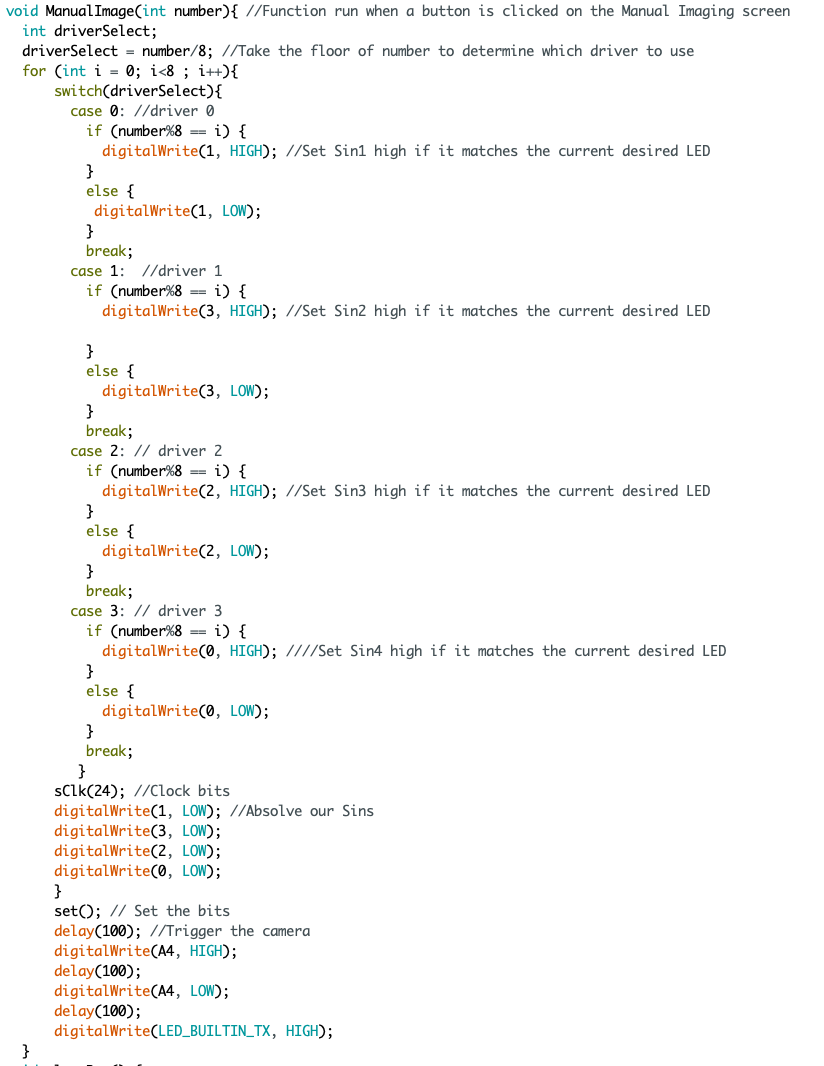 void ManualImage(int number){ //Function run when a button is clicked on the Manual Imaging screen
  int driverSelect;
  driverSelect = number/8; //Take the floor of number to determine which driver to use
  for (int i = 0; i<8 ; i++){
      switch(driverSelect){
        case 0: //driver 0
          if (number%8 == i) {
            digitalWrite(1, HIGH); //Set Sin1 high if it matches the current desired LED
          }
          else {
           digitalWrite(1, LOW);
          }
          break;
        case 1:  //driver 1
          if (number%8 == i) {
            digitalWrite(3, HIGH); //Set Sin2 high if it matches the current desired LED
          }
          else {
            digitalWrite(3, LOW);
          }
          break;
        case 2: // driver 2
          if (number%8 == i) {
            digitalWrite(2, HIGH); //Set Sin3 high if it matches the current desired LED
          }
          else {
            digitalWrite(2, LOW);
          }
          break;
        case 3: // driver 3
          if (number%8 == i) {
            digitalWrite(0, HIGH); ////Set Sin4 high if it matches the current desired LED
          }
          else {
            digitalWrite(0, LOW);
          }
          break;
         }
      sClk(24); //Clock bits
      digitalWrite(1, LOW); //Absolve our Sins
      digitalWrite(3, LOW);
      digitalWrite(2, LOW);
      digitalWrite(0, LOW);
      }
      set(); // Set the bits
      delay(100); //Trigger the camera
      digitalWrite(A4, HIGH);
      delay(100);
      digitalWrite(A4, LOW);
      delay(100);
      digitalWrite(LED_BUILTIN_TX, HIGH);
  }